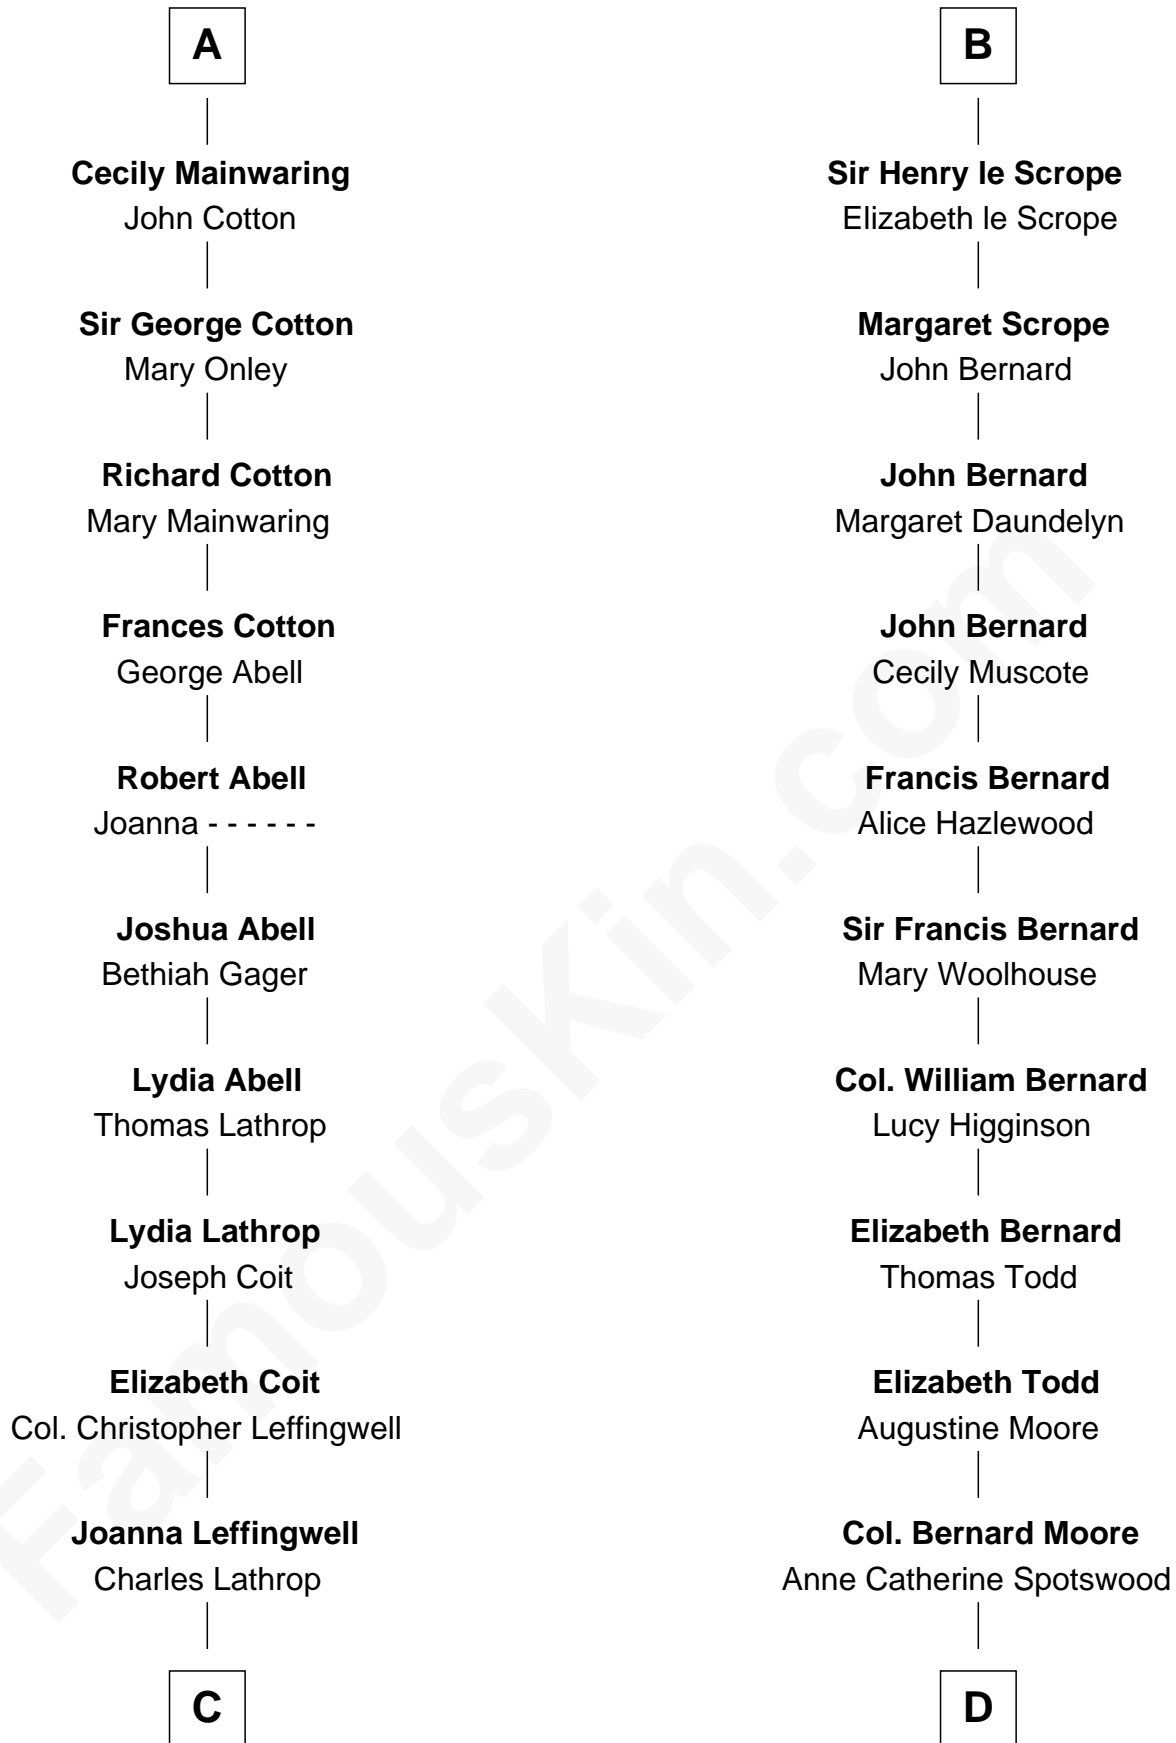 A
Cecily Mainwaring
John Cotton
Sir George Cotton
Mary Onley
Richard Cotton
Mary Mainwaring
Frances Cotton
George Abell
Robert Abell
Joanna - - - - - -
Joshua Abell
Bethiah Gager
Lydia Abell
Thomas Lathrop
Lydia Lathrop
Joseph Coit
Elizabeth Coit
Col. Christopher Leffingwell
Joanna Leffingwell
Charles Lathrop
C
B
Sir Henry le Scrope
Elizabeth le Scrope
Margaret Scrope
John Bernard
John Bernard
Margaret Daundelyn
John Bernard
Cecily Muscote
Francis Bernard
Alice Hazlewood
Sir Francis Bernard
Mary Woolhouse
Col. William Bernard
Lucy Higginson
Elizabeth Bernard
Thomas Todd
Elizabeth Todd
Augustine Moore
Col. Bernard Moore
Anne Catherine Spotswood
D
FamousKin.com